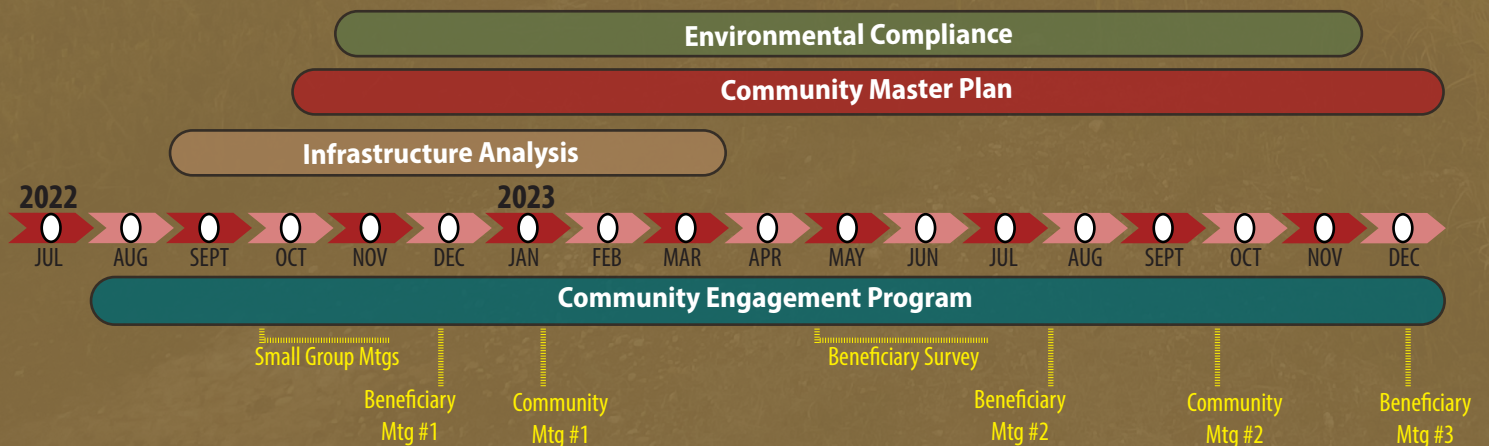 Environmental Compliance
Community Master Plan
Infrastructure Analysis
2022 2023
JUL AUG SEPT OCT NOV DEC JAN FEB MAR APR MAY JUN JUL AUG SEPT OCT NOV DEC
Community Engagement Program
Small Group Mtgs
Beneficiary Survey
Beneficiary
Mtg #1
Community
Mtg #1
Beneficiary
Mtg #2
Community
Mtg #2
Beneficiary
Mtg #3